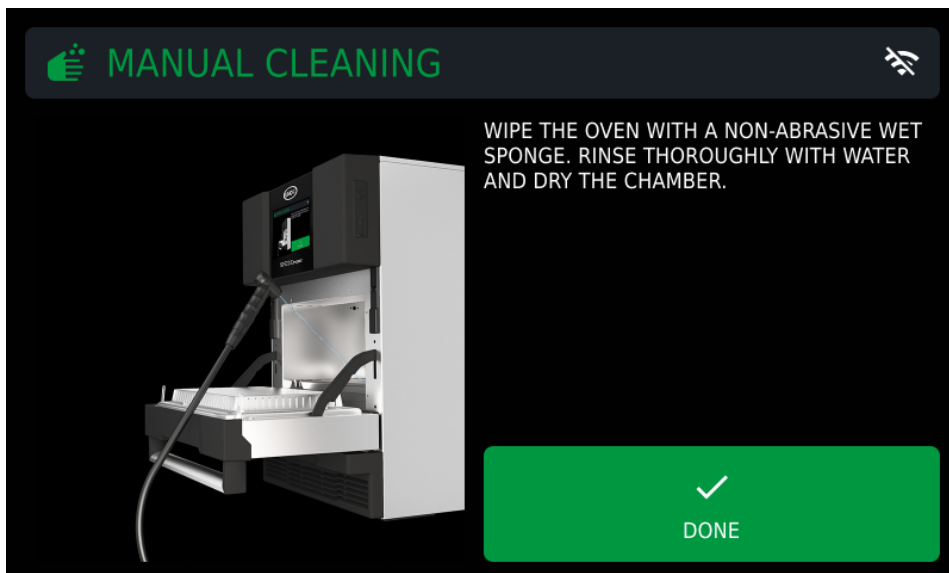 MANUAL CLEANING
WIPE THE OVEN WITH A NON-ABRASIVE WET
SPONGE. RINSE THOROUGHLY WITH WATER
AND DRY THE CHAMBER.
DONE